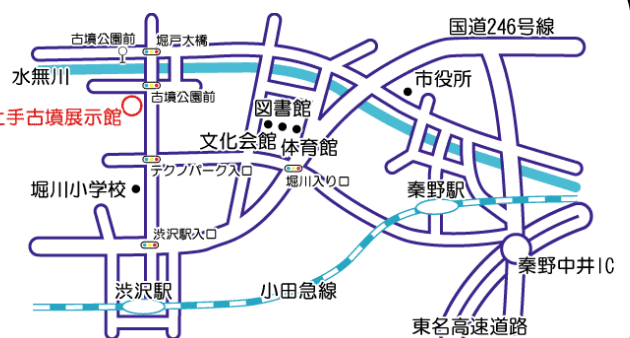 国道246号線
古墳公園前
堀戸大橋
水無川
市役所
古墳公園前
図書館
土手古墳展示館
文化会館
体育館
テクノパーク入口
堀川入り口
堀川小学校
秦野駅
渋沢駅入口
秦野中井IC
渋沢駅
小田急線
東名高速道路